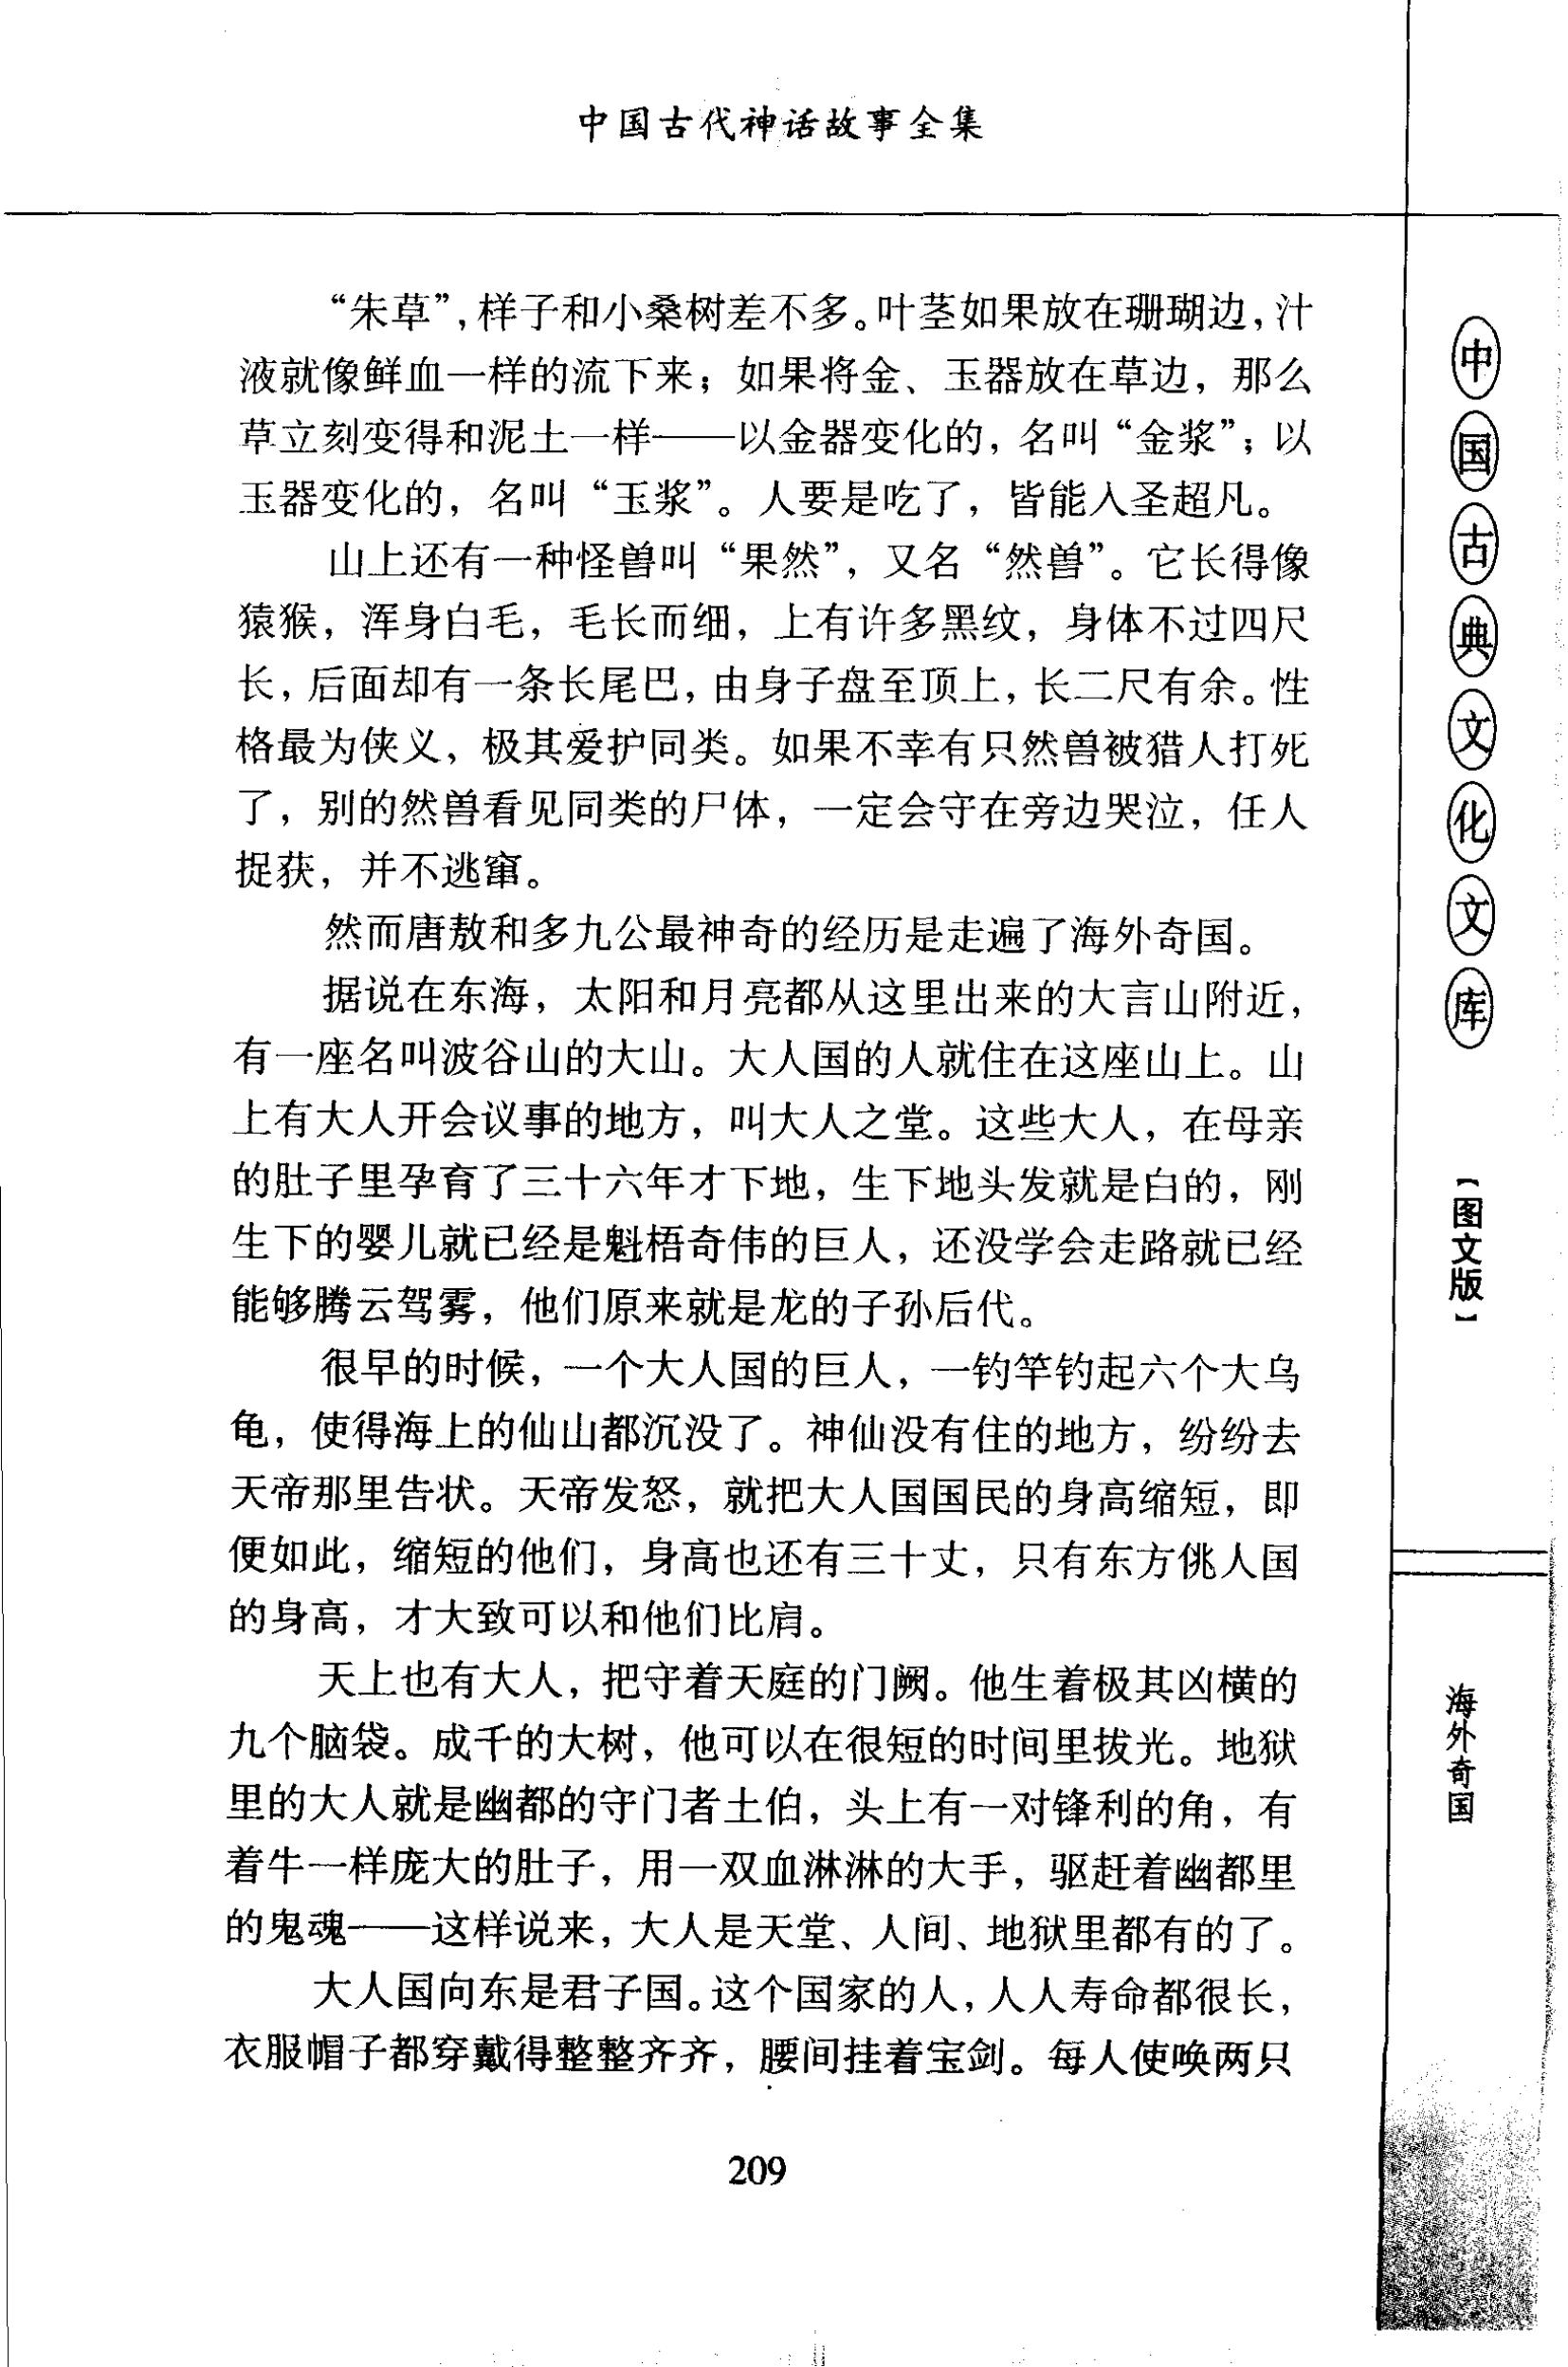 中国古代神话故事全集
“朱草”，样子和小桑树差不多。叶茎如果放在珊瑚边，汁
液就像鲜血一样的流下来；如果将金、玉器放在草边，那么
草立刻变得和泥土一样——以金器变化的，名叫“金浆”；以
玉器变化的，名叫“玉浆”。人要是吃了，皆能入圣超凡。
山上还有一种怪兽叫“果然”，又名“然兽”。它长得像
猿猴，浑身白毛，毛长而细，上有许多黑纹，身体不过四尺
长，后面却有一条长尾巴，由身子盘至顶上，长二尺有余。性
格最为侠义，极其爱护同类。如果不幸有只然兽被猎人打死
了，别的然兽看见同类的尸体，一定会守在旁边哭泣，任人
捉获，并不逃窜。
然而唐敖和多九公最神奇的经历是走遍了海外奇国。
据说在东海，太阳和月亮都从这里出来的大言山附近，
有一座名叫波谷山的大山。大人国的人就住在这座山上。山
上有大人开会议事的地方，叫大人之堂。这些大人，在母亲
的肚子里孕育了三十六年才下地，生下地头发就是白的，刚
生下的婴儿就已经是魁梧奇伟的巨人，还没学会走路就已经
能够腾云驾雾，他们原来就是龙的子孙后代。
很早的时候，一个大人国的巨人，一钓竿钓起六个大乌
龟，使得海上的仙山都沉没了。神仙没有住的地方，纷纷去
天帝那里告状。天帝发怒，就把大人国国民的身高缩短，即
便如此，缩短的他们，身高也还有三十丈，只有东方佻人国
的身高，才大致可以和他们比肩。
天上也有大人，把守着天庭的门阙。他生着极其凶横的
九个脑袋。成千的大树，他可以在很短的时间里拔光。地狱
里的大人就是幽都的守门者土伯，头上有一对锋利的角，有
着牛一样庞大的肚子，用一双血淋淋的大手，驱赶着幽都里
的鬼魂——这样说来，大人是天堂、人间、地狱里都有的了。
大人国向东是君子国。这个国家的人，人人寿命都很长，
衣服帽子都穿戴得整整齐齐，腰间挂着宝剑。每人使唤两只
209
中国古典文化文库
【图文版】
海外奇国